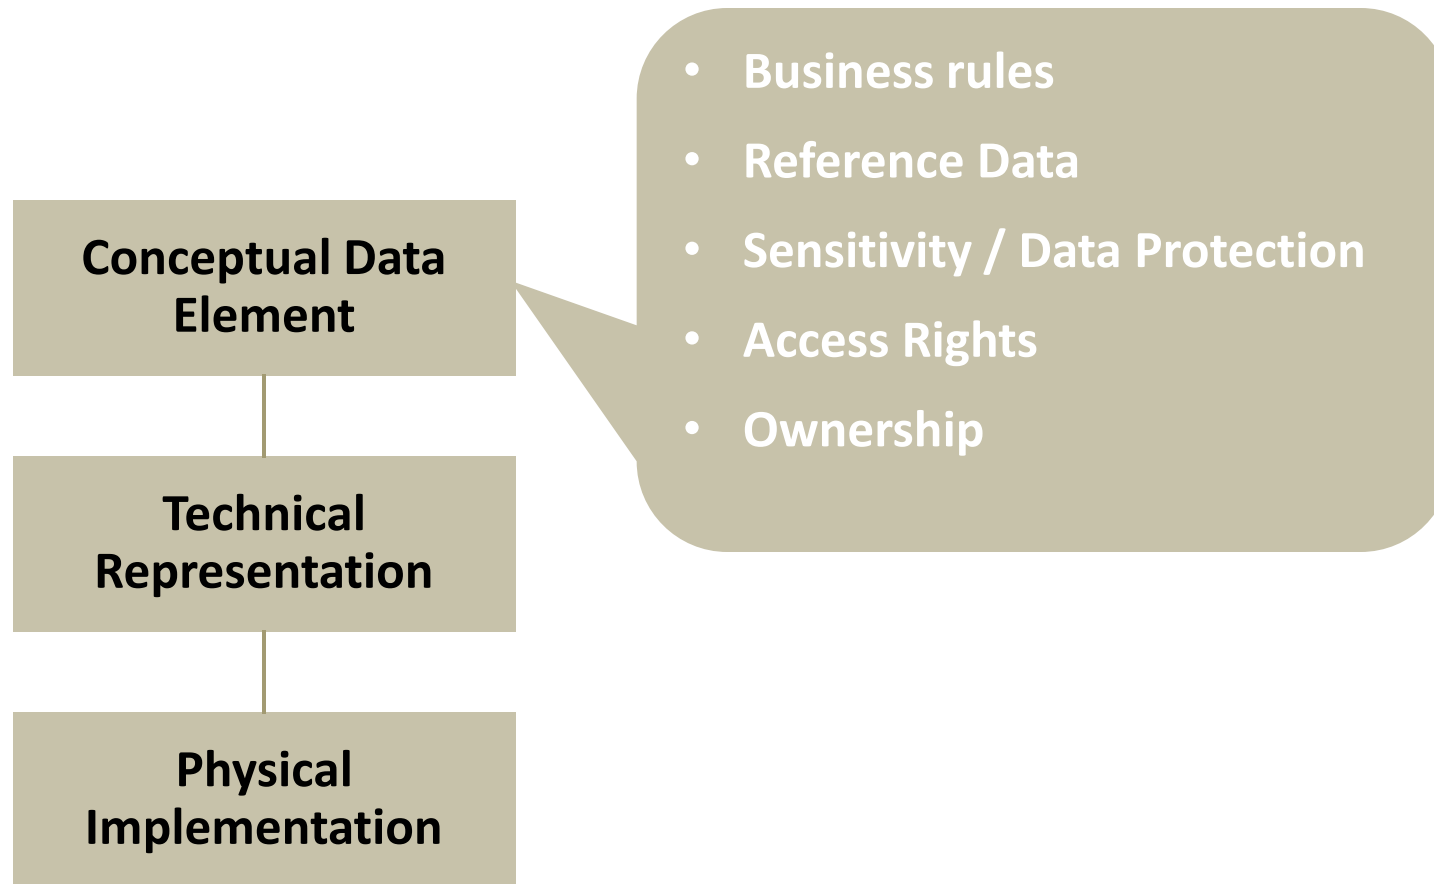 • Business rules
• Reference Data
• Sensitivity / Data Protection
• Access Rights
• Ownership
Conceptual Data
Element
Technical
Representation
Physical
Implementation